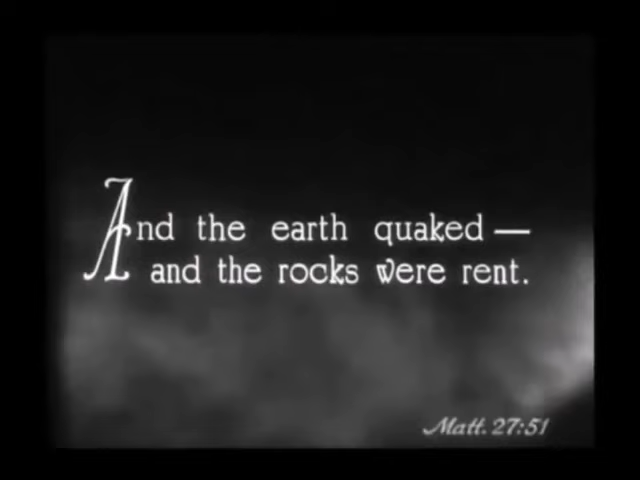 And the earth quaked —
and the rocks were rent.
Matt. 27:51